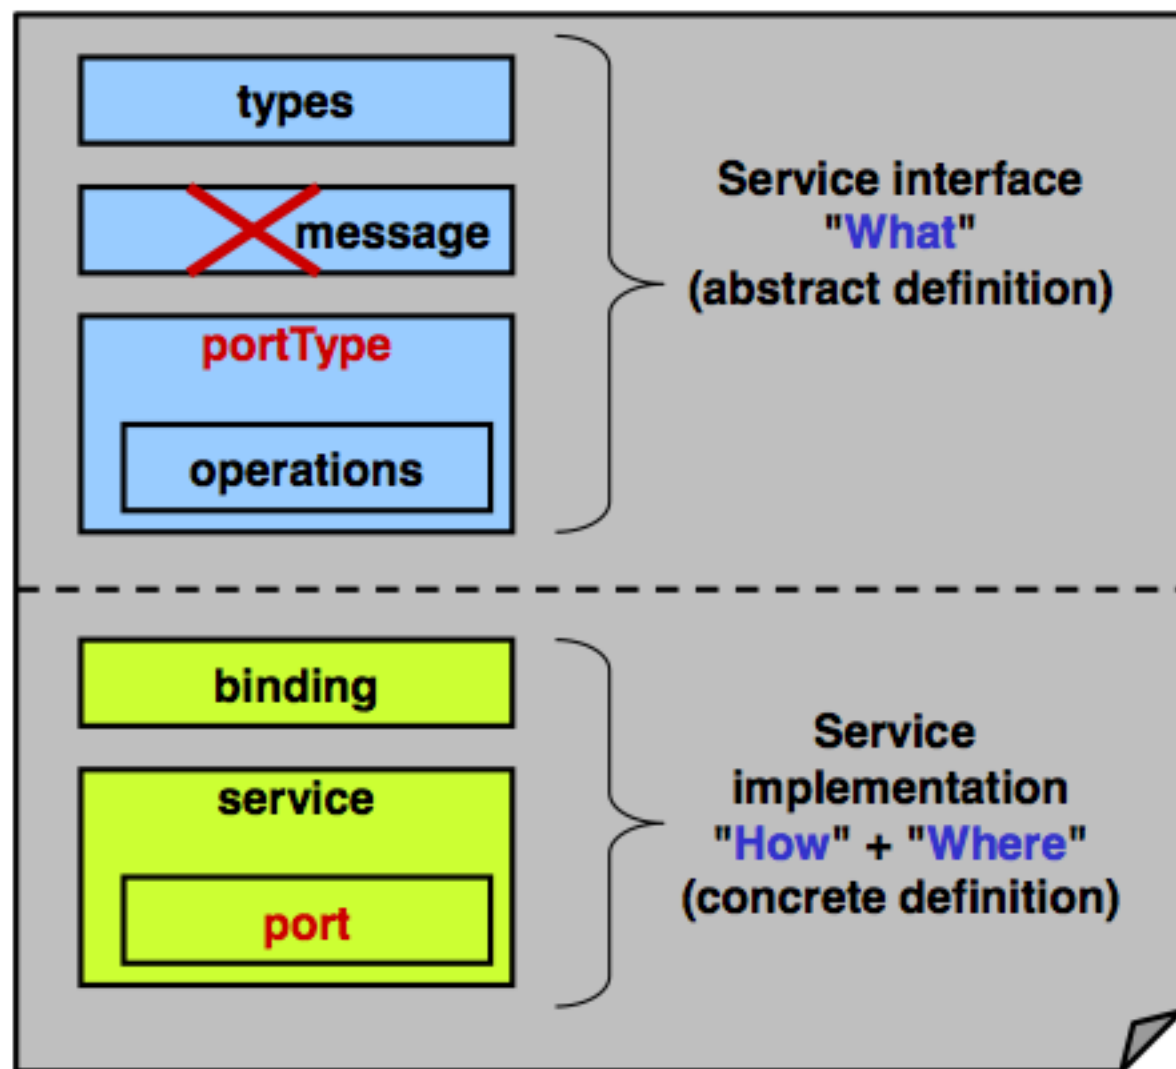 types
message
portType
operations
Service interface
"What"
(abstract definition)
binding
service
port
Service
implementation
"How" + "Where"
(concrete definition)